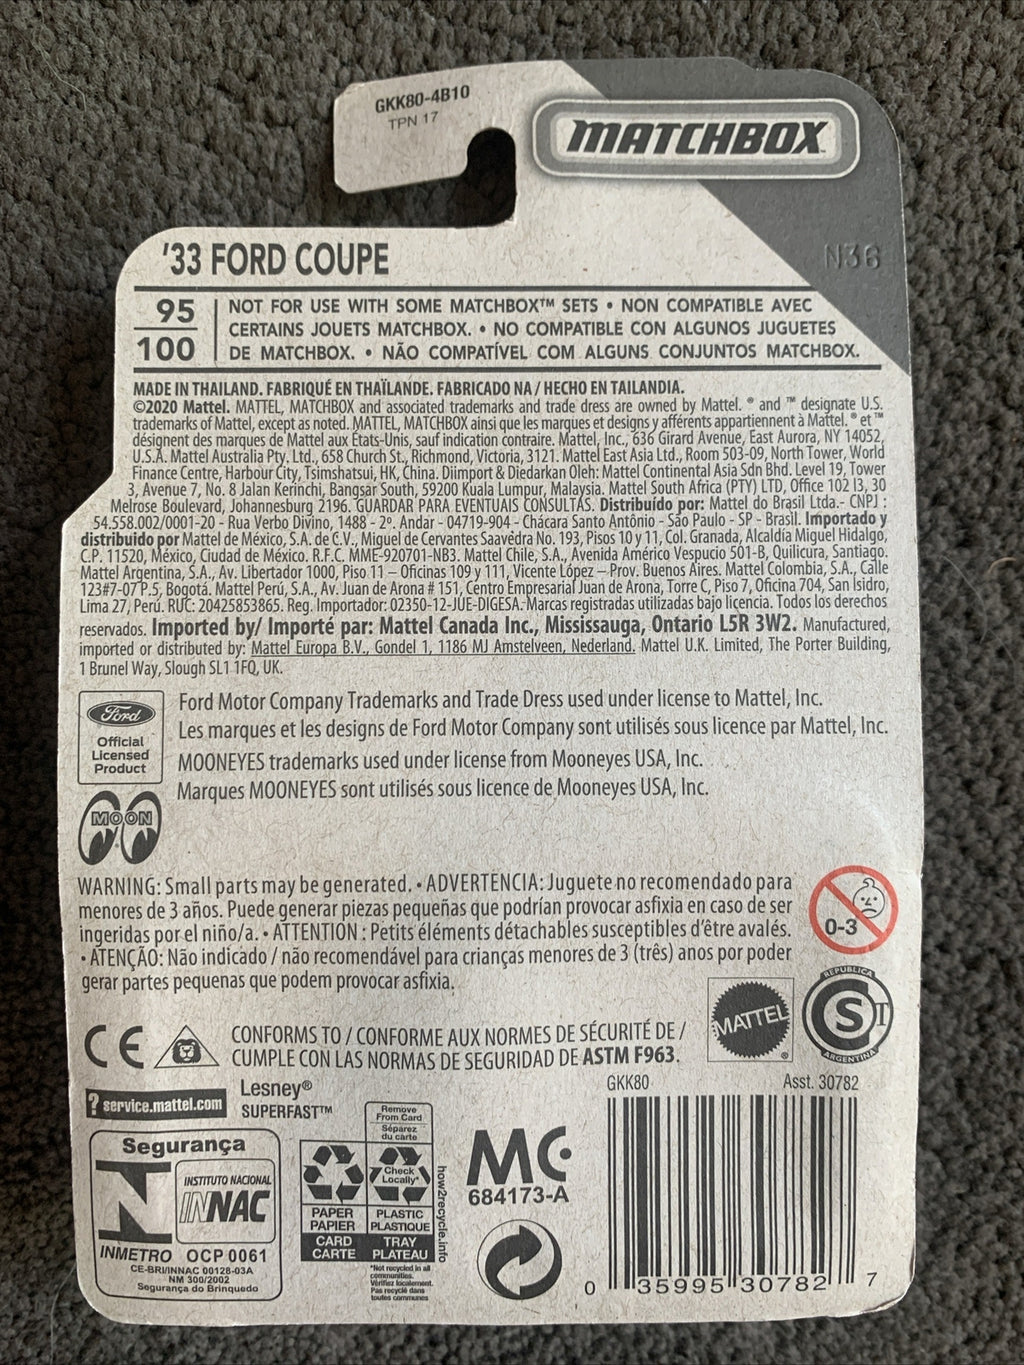 GKK80-4B10
TPN 17
MATCHBOX
N36
'33 FORD COUPE
95
100
NOT FOR USE WITH SOME MATCHBOX™ SETS • NON COMPATIBLE AVEC
CERTAINS JOUETS MATCHBOX. • NO COMPATIBLE CON ALGUNOS JUGUETES
DE MATCHBOX. • NÃO COMPATÍVEL COM ALGUNS CONJUNTOS MATCHBOX.
MADE IN THAILAND. FABRIQUÉ EN THAÏLANDE. FABRICADO NA / HECHO EN TAILANDIA.
©2020 Mattel. MATTEL, MATCHBOX and associated trademarks and trade dress are owned by Mattel. ® and ™ designate U.S.
trademarks of Mattel, except as noted. MATTEL, MATCHBOX ainsi que les marques et designs y afférents appartiennent à Mattel. ® et ™
désignent des marques de Mattel aux États-Unis, sauf indication contraire. Mattel, Inc., 636 Girard Avenue, East Aurora, NY 14052,
U.S.A. Mattel Australia Pty. Ltd., 658 Church St., Richmond, Victoria, 3121. Mattel East Asia Ltd., Room 503-09, North Tower, World
Finance Centre, Harbour City, Tsimshatsui, HK, China. Diimport & Diedarkan Oleh: Mattel Continental Asia Sdn Bhd. Level 19, Tower
3, Avenue 7, No. 8 Jalan Kerinchi, Bangsar South, 59200 Kuala Lumpur, Malaysia. Mattel South Africa (PTY) LTD, Office 102 I3, 30
Melrose Boulevard, Johannesburg 2196. GUARDAR PARA EVENTUAIS CONSULTAS. Distribuído por: Mattel do Brasil Ltda.- CNPJ :
54.558.002/0001-20 - Rua Verbo Divino, 1488 - 2º. Andar - 04719-904 - Chácara Santo Antônio - São Paulo - SP - Brasil. Importado y
distribuido por Mattel de México, S.A. de C.V., Miguel de Cervantes Saavedra No. 193, Pisos 10 y 11, Col. Granada, Alcaldía Miguel Hidalgo,
C.P. 11520, México, Ciudad de México. R.F.C. MME-920701-NB3. Mattel Chile, S.A., Avenida Américo Vespucio 501-B, Quilicura, Santiago.
Mattel Argentina, S.A., Av. Libertador 1000, Piso 11 – Oficinas 109 y 111, Vicente López – Prov. Buenos Aires. Mattel Colombia, S.A., Calle
123#7-07 P.5, Bogotá. Mattel Perú, S.A., Av. Juan de Arona # 151, Centro Empresarial Juan de Arona, Torre C, Piso 7, Oficina 704, San Isidro,
Lima 27, Perú. RUC: 20425853865. Reg. Importador: 02350-12-JUE-DIGESA. Marcas registradas utilizadas bajo licencia. Todos los derechos
reservados. Imported by/ Importé par: Mattel Canada Inc., Mississauga, Ontario L5R 3W2. Manufactured,
imported or distributed by: Mattel Europa B.V., Gondel 1, 1186 MJ Amstelveen, Nederland. Mattel U.K. Limited, The Porter Building,
1 Brunel Way, Slough SL1 1FQ, UK.
Ford
Official
Licensed
Product
Ford Motor Company Trademarks and Trade Dress used under license to Mattel, Inc.
Les marques et les designs de Ford Motor Company sont utilisés sous licence par Mattel, Inc.
MOONEYES trademarks used under license from Mooneyes USA, Inc.
Marques MOONEYES sont utilisés sous licence de Mooneyes USA, Inc.
MOON
WARNING: Small parts may be generated. • ADVERTENCIA: Juguete no recomendado para
menores de 3 años. Puede generar piezas pequeñas que podrían provocar asfixia en caso de ser
ingeridas por el niño/a. • ATTENTION : Petits éléments détachables susceptibles d'être avalés.
• ATENÇÃO: Não indicado / não recomendável para crianças menores de 3 (três) anos por poder
gerar partes pequenas que podem provocar asfixia.
0-3
CE
CONFORMS TO / CONFORME AUX NORMES DE SÉCURITÉ DE /
CUMPLE CON LAS NORMAS DE SEGURIDAD DE ASTM F963.
MATTEL®
REPUBLICA
S T
ARGENTINA
? service.mattel.com
Lesney®
SUPERFAST™
GKK80
Asst. 30782
Segurança
INSTITUTO NACIONAL
INNAC
INMETRO OCP 0061
CE-BRI/INNAC 00128-03A
NM 300/2002
Segurança do Brinquedo
Remove
From Card
Séparez
du carte
Check
Locally*
PAPER
PAPIER
CARD
CARTE
PLASTIC
PLASTIQUE
TRAY
PLATEAU
*Not recycled in all
communities.
Vérifiez localement.
Pas recyclé dans
toutes communes
how2recycle.info
MC
684173-A
0 35995 30782 7